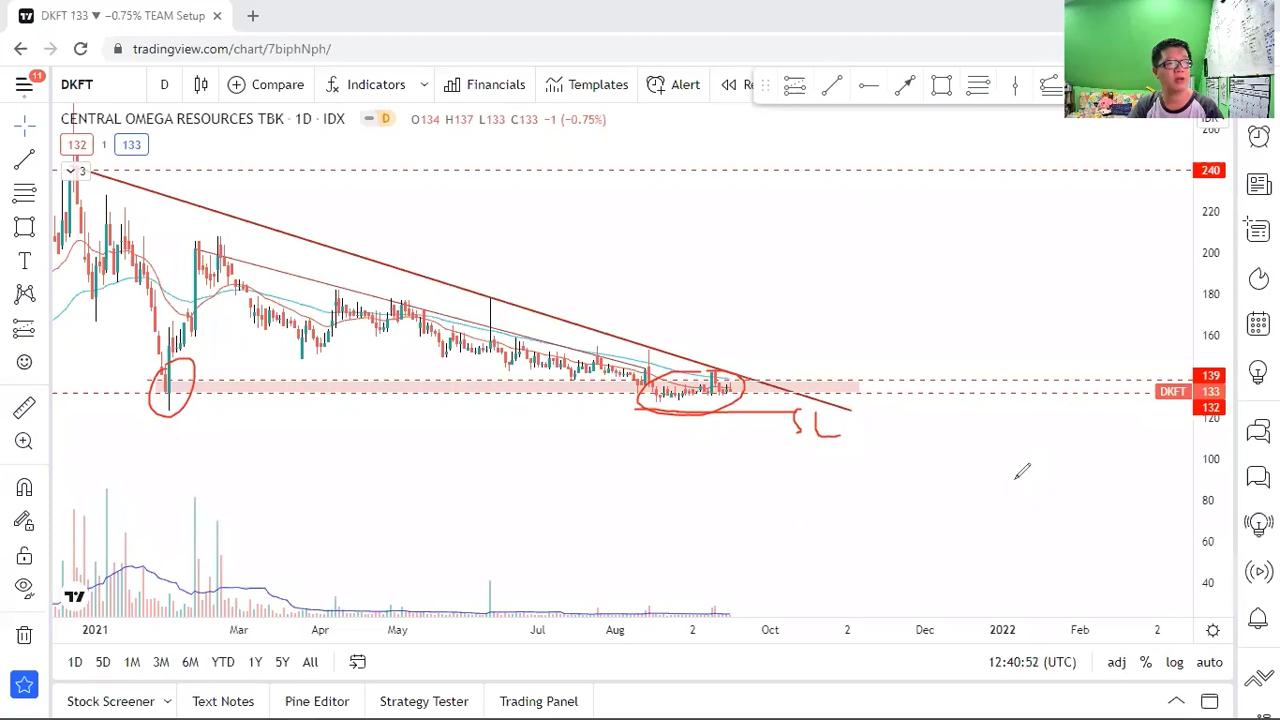 DKFT 133 ▼ −0.75% TEAM Setup
tradingview.com/chart/7biphNph/
11
DKFT
D
Compare
Indicators
Financials
Templates
Alert
CENTRAL OMEGA RESOURCES TBK · 1D · IDX
D
O134 H137 L133 C133 −1 (−0.75%)
132
1
133
3
240
220
200
180
160
139
DKFT
133
132
120
100
80
60
40
SL
2021
Mar
Apr
May
Jul
Aug
2
Oct
2
Dec
2022
Feb
2
1D
5D
1M
3M
6M
YTD
1Y
5Y
All
12:40:52 (UTC)
adj
%
log
auto
Stock Screener
Text Notes
Pine Editor
Strategy Tester
Trading Panel